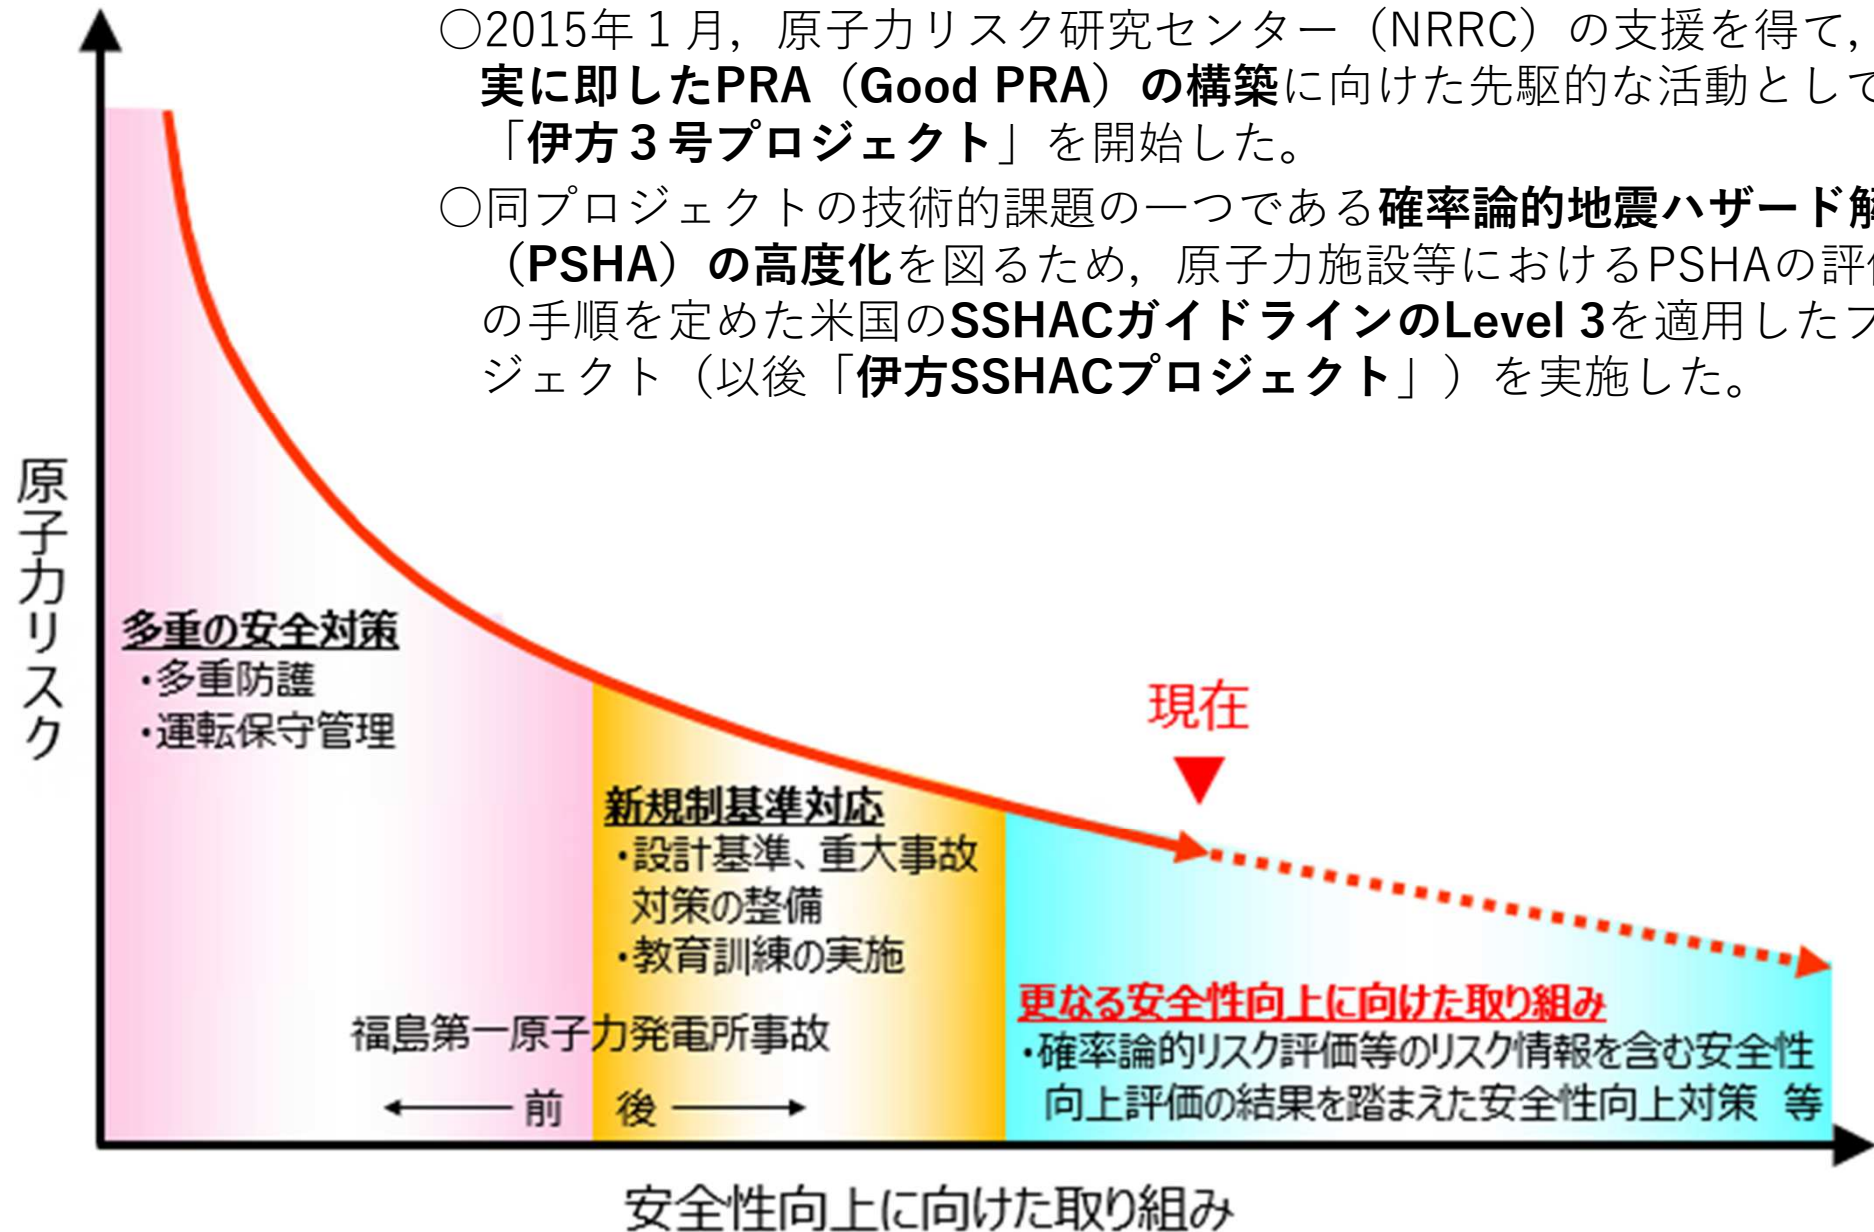 ○2015年１月，原子力リスク研究センター（NRRC）の支援を得て，
実に即したPRA（Good PRA）の構築に向けた先駆的な活動として
「伊方３号プロジェクト」を開始した。
○同プロジェクトの技術的課題の一つである確率論的地震ハザード解
（PSHA）の高度化を図るため，原子力施設等におけるPSHAの評価
の手順を定めた米国のSSHACガイドラインのLevel 3を適用したプ
ジェクト（以後「伊方SSHACプロジェクト」）を実施した。
原子力リスク
多重の安全対策
・多重防護
・運転保守管理
現在
新規制基準対応
・設計基準、重大事故
対策の整備
・教育訓練の実施
更なる安全性向上に向けた取り組み
・確率論的リスク評価等のリスク情報を含む安全性
向上評価の結果を踏まえた安全性向上対策 等
福島第一原子力発電所事故
前 後
安全性向上に向けた取り組み